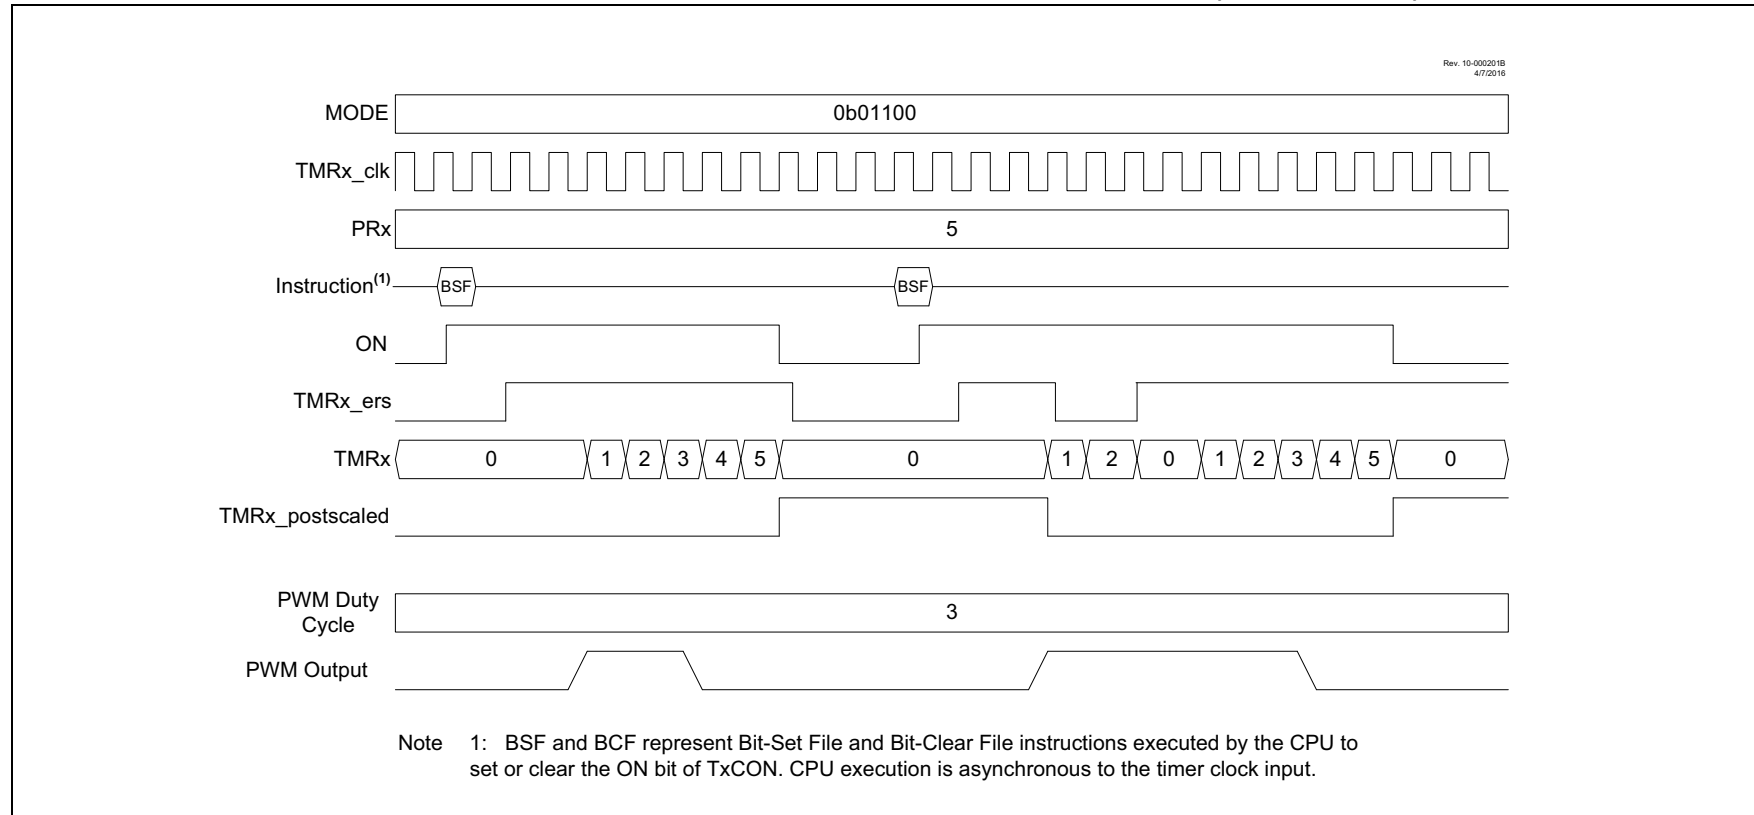 Rev. 10-000201B
4/7/2016
MODE 0b01100
TMRx_clk
PRx 5
Instruction(1) BSF BSF
ON
TMRx_ers
TMRx 0 1 2 3 4 5 0 1 2 0 1 2 3 4 5 0
TMRx_postscaled
PWM Duty
Cycle 3
PWM Output
Note 1: BSF and BCF represent Bit-Set File and Bit-Clear File instructions executed by the CPU to
set or clear the ON bit of TxCON. CPU execution is asynchronous to the timer clock input.